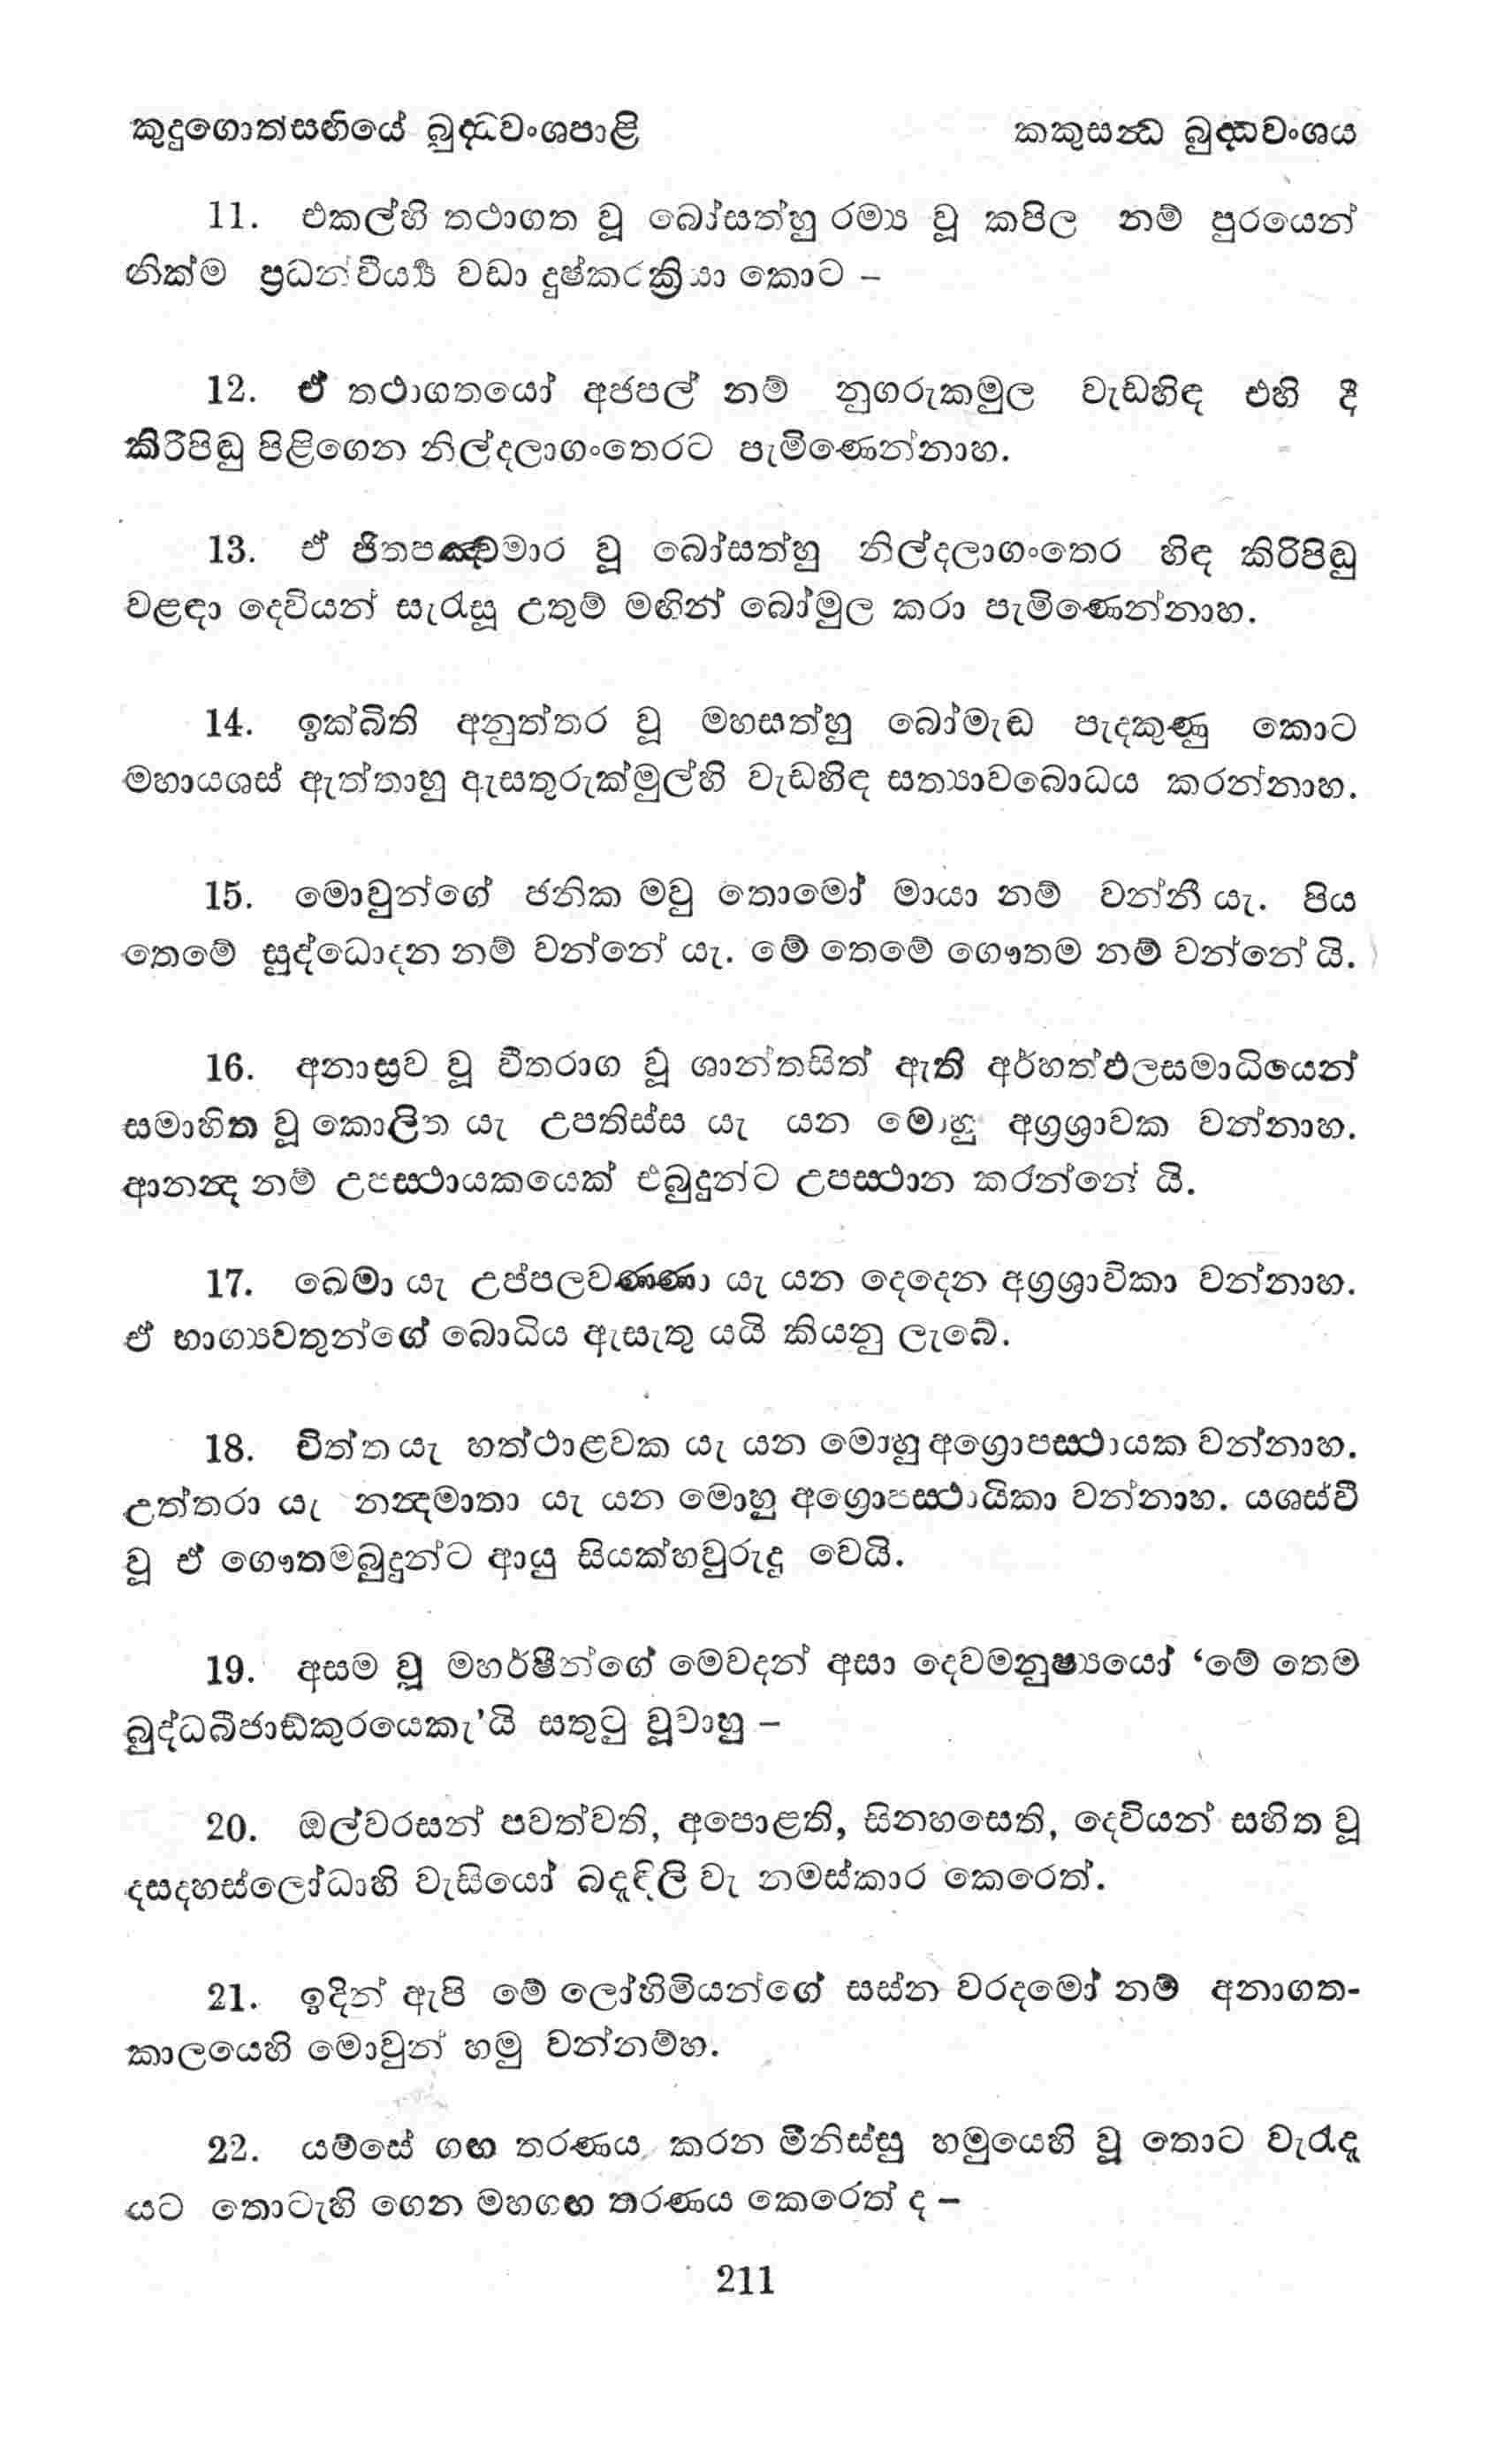 කුදුගොත්සඟියේ බුද්ධවංශපාළි
කකුසන්ධ බුද්ධවංශය
11. එකල්හි තථාගත වූ බෝසත්හු රම්‍ය වූ කපිල නම් පුරයෙන්
නික්ම ප්‍රධන්වීර්‍ය්‍ය වඩා දුෂ්කරක්‍රියා කොට –
12. ඒ තථාගතයෝ අජපල් නම් නුගරුකමුල වැඩහිඳ එහි දී
කිරිපිඬු පිළිගෙන නිල්දලාගංතෙරට පැමිණෙන්නාහ.
13. ඒ ජිතපඤ්චමාර වූ බෝසත්හු නිල්දලාගංතෙර හිඳ කිරිපිඬු
වළඳා දෙවියන් සැරැසූ උතුම් මඟින් බෝමුල කරා පැමිණෙන්නාහ.
14. ඉක්බිති අනුත්තර වූ මහසත්හු බෝමැඬ පැදකුණු කොට
මහායශස් ඇත්තාහු ඇසතුරුක්මුල්හි වැඩහිඳ සත්‍යාවබොධය කරන්නාහ.
15. මොවුන්ගේ ජනික මවු තොමෝ මායා නම් වන්නී යැ. පිය
තෙමේ සුද්ධොදන නම් වන්නේ යැ. මේ තෙමේ ගෞතම නම් වන්නේ යි.
16. අනාස්‍රව වූ වීතරාග වූ ශාන්තසිත් ඇති අර්හත්ඵලසමාධියෙන්
සමාහිත වූ කොලිත යැ උපතිස්ස යැ යන මොහු අග්‍රශ්‍රාවක වන්නාහ.
ආනන්‍ද නම් උපස්ථායකයෙක් එබුදුන්ට උපස්ථාන කරන්නේ යි.
17. ඛෙමා යැ උප්පලවණ්ණා යැ යන දෙදෙන අග්‍රශ්‍රාවිකා වන්නාහ.
ඒ භාග්‍යවතුන්ගේ බොධිය ඇසැතු යයි කියනු ලැබේ.
18. චිත්ත යැ හත්ථාළවක යැ යන මොහු අග්‍රොපස්ථායක වන්නාහ.
උත්තරා යැ නන්‍දමාතා යැ යන මොහු අග්‍රොපස්ථායිකා වන්නාහ. යශස්වී
වූ ඒ ගෞතමබුදුන්ට ආයු සියක්හවුරුදු වෙයි.
19. අසම වූ මහර්ෂීන්ගේ මෙවදන් අසා දෙවමනුෂ්‍යයෝ ‘මේ තෙම
බුද්ධබීජාඞ්කුරයෙකැ’යි සතුටු වූවාහු –
20. ඔල්වරසන් පවත්වති, අපොළති, සිනහසෙති, දෙවියන් සහිත වූ
දසදහස්ලෝධාහි වැසියෝ බදැඳිලි වැ නමස්කාර කෙරෙත්.
21. ඉදින් ඇපි මේ ලෝහිමියන්ගේ සස්න වරදමෝ නම් අනාගත-
කාලයෙහි මොවුන් හමු වන්නම්හ.
22. යම්සේ ගඟ තරණය කරන මිනිස්සු හමුයෙහි වූ තොට වැරැද
යට තොටැහි ගෙන මහගඟ තරණය කෙරෙත් ද –
211